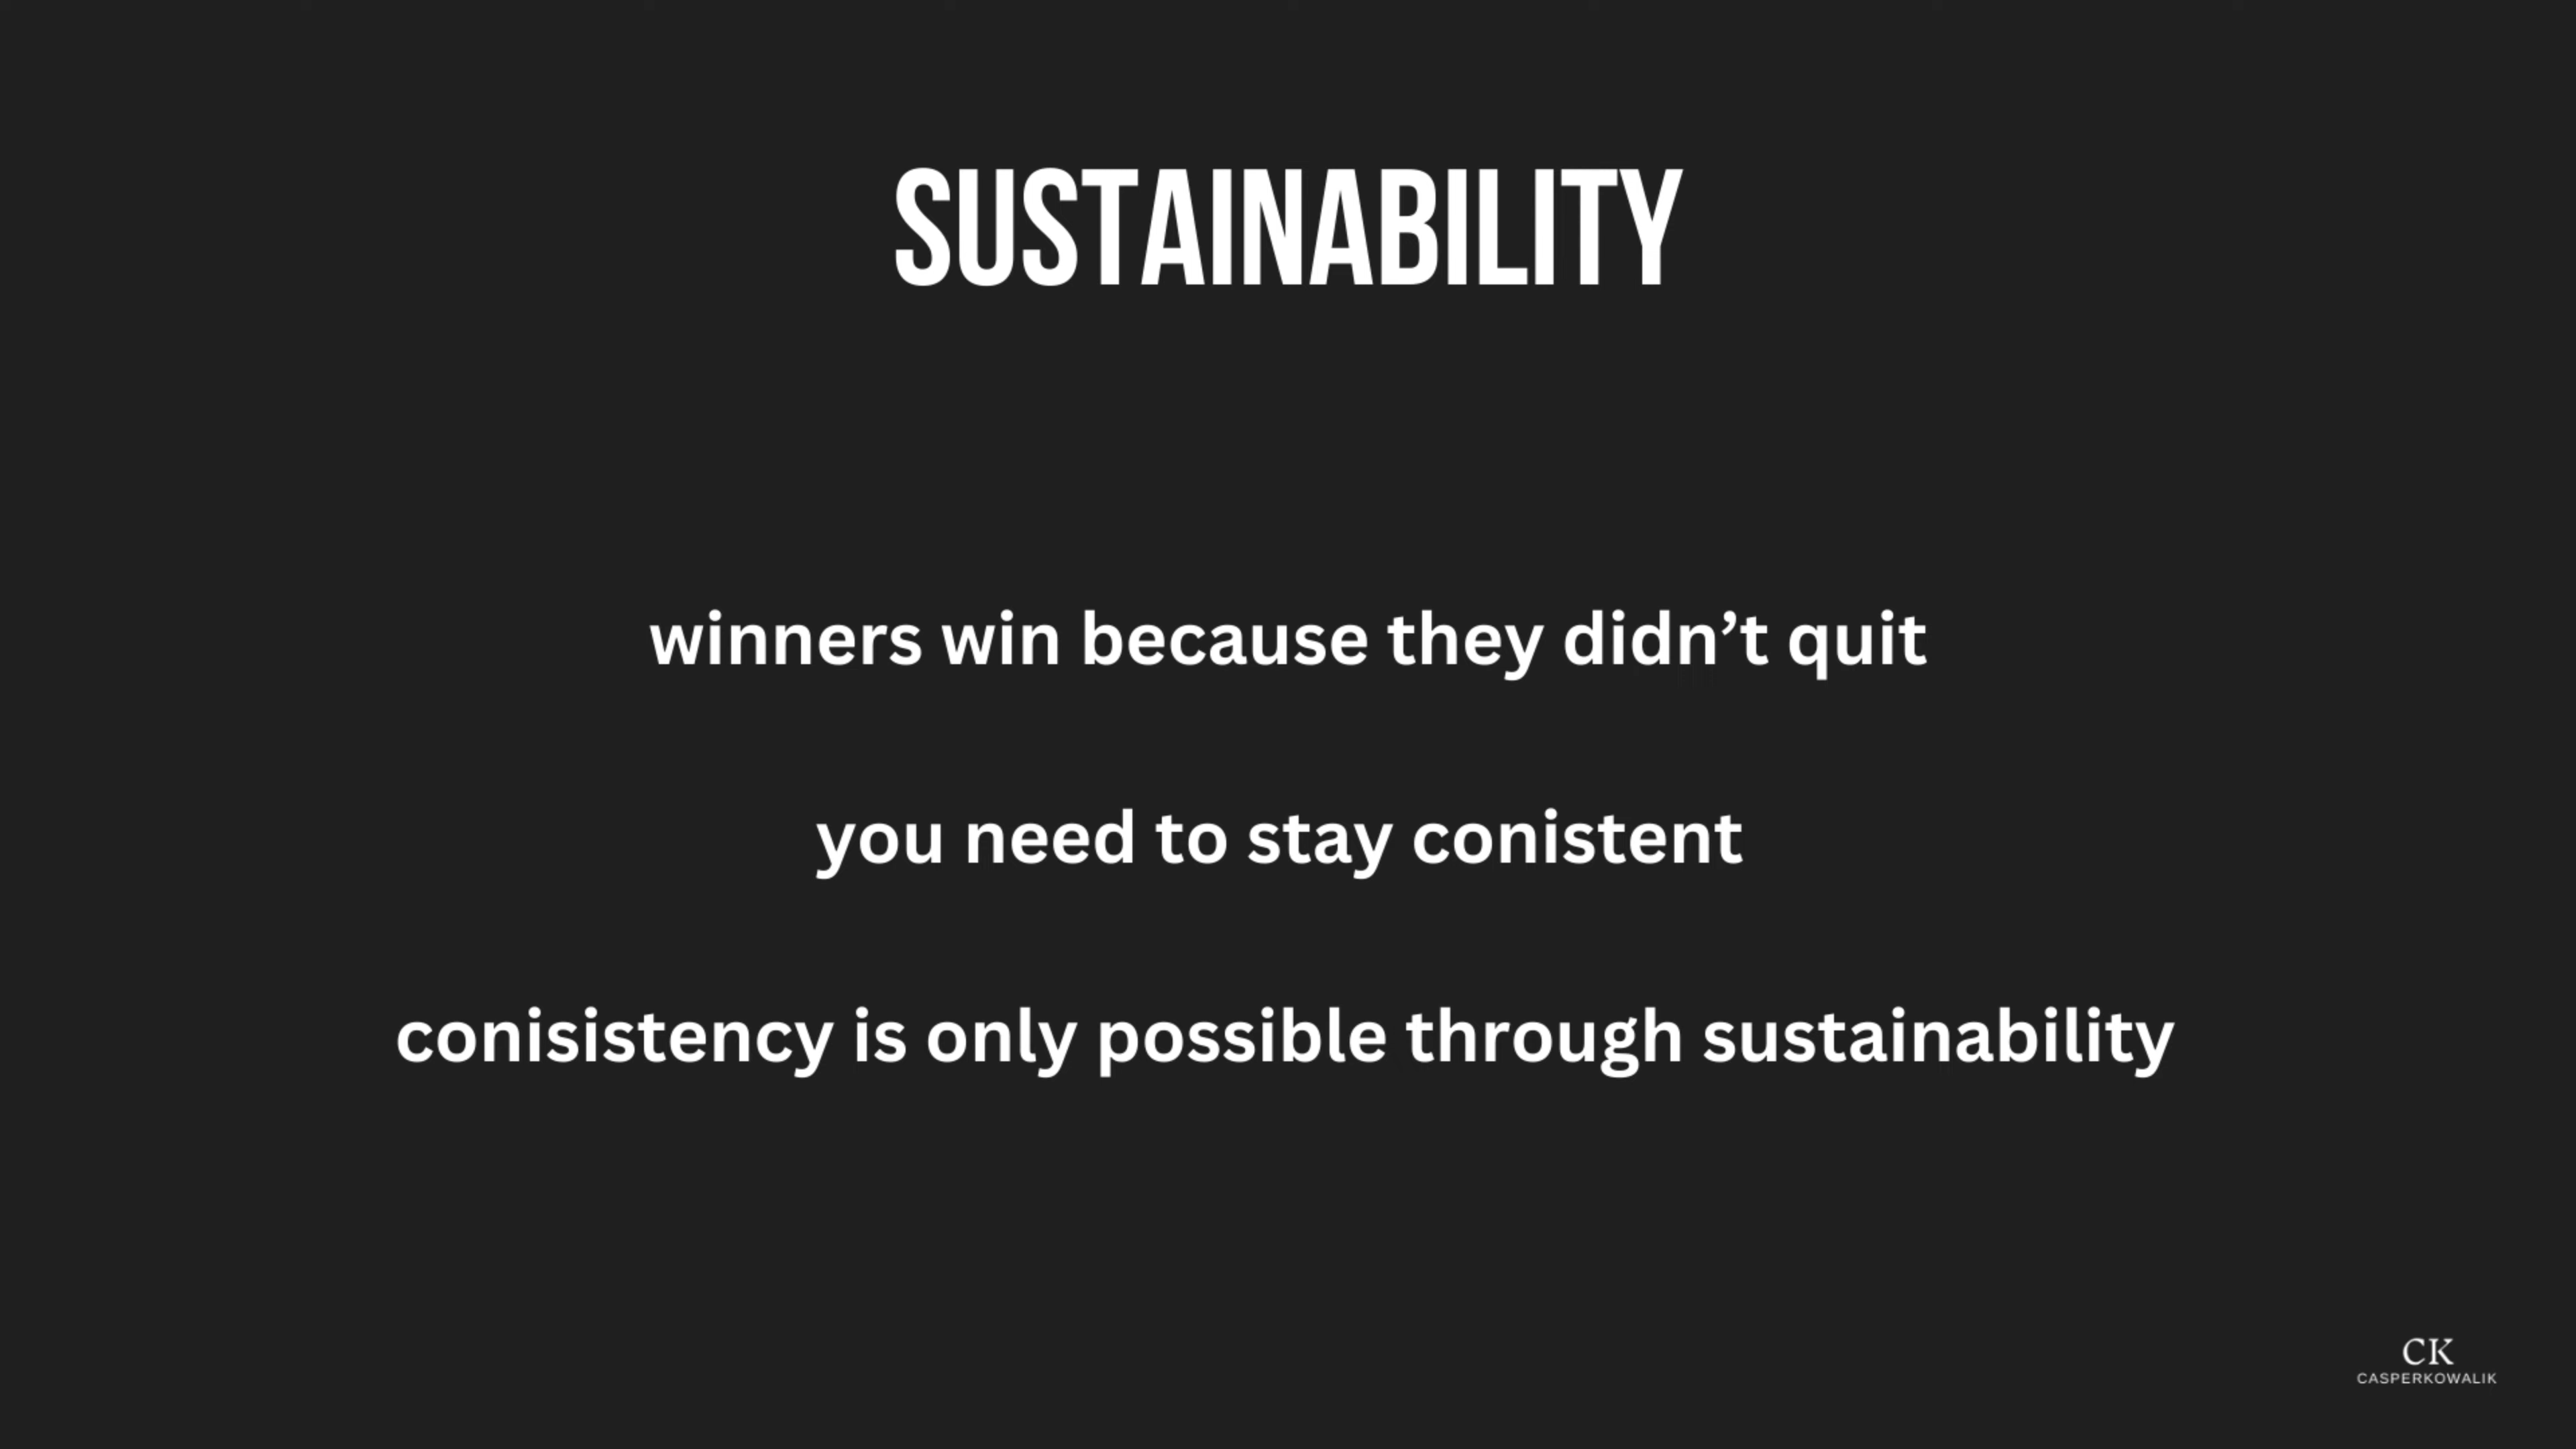 SUSTAINABILITY
winners win because they didn’t quit
you need to stay conistent
conisistency is only possible through sustainability
CK
CASPERKOWALIK